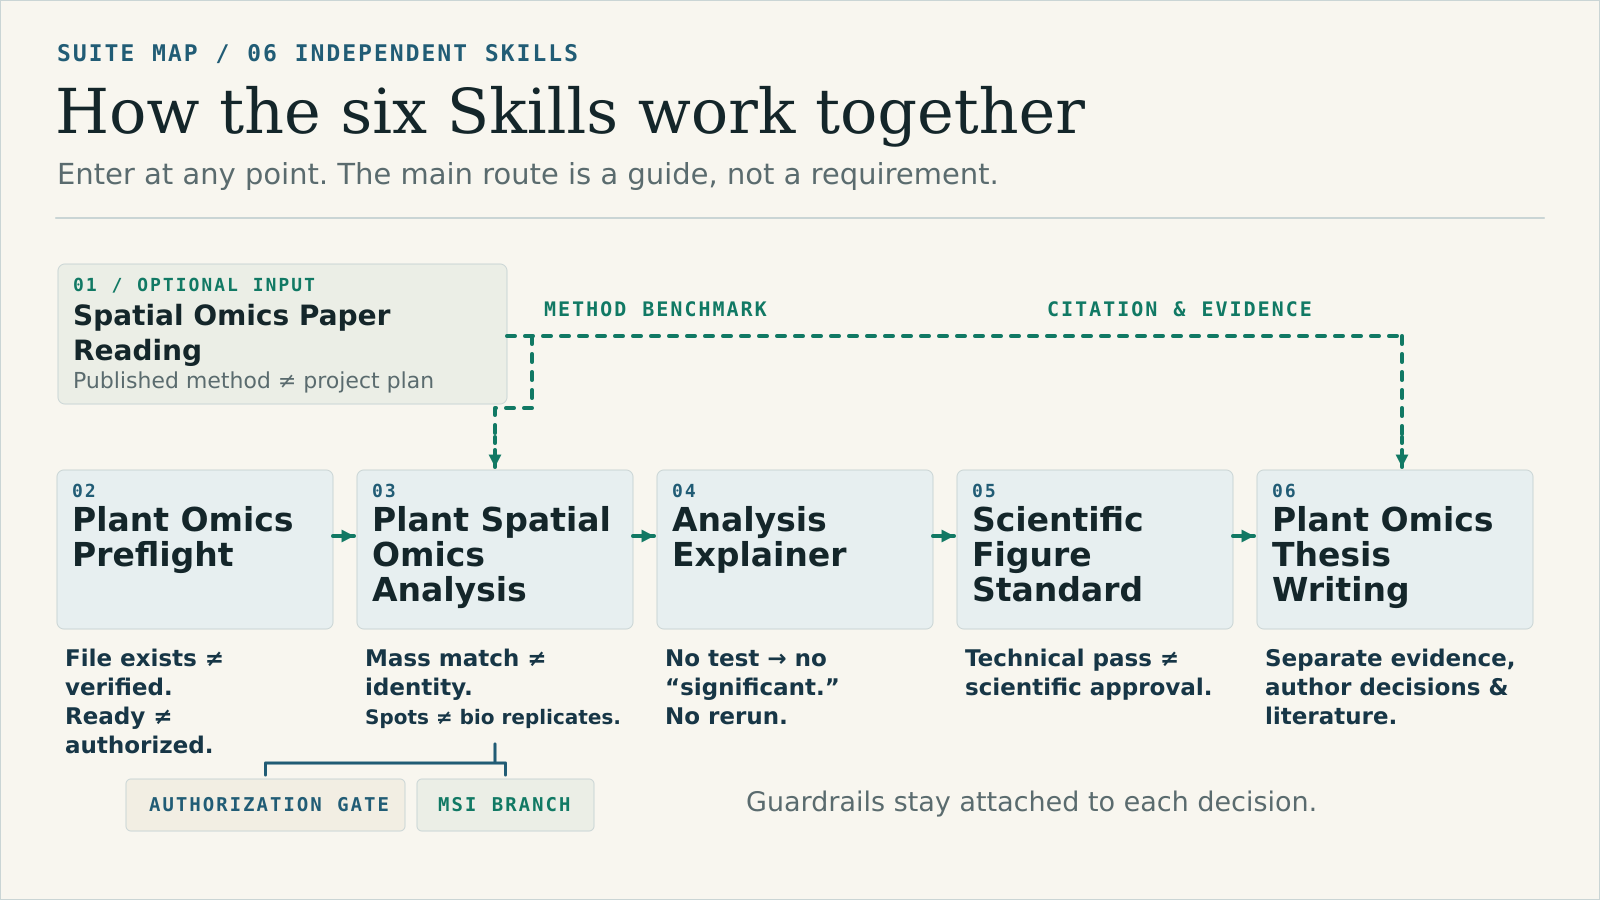 SUITE MAP / 06 INDEPENDENT SKILLS
How the six Skills work together
Enter at any point. The main route is a guide, not a requirement.
01 / OPTIONAL INPUT
Spatial Omics Paper
Reading
Published method ≠ project plan
METHOD BENCHMARK
CITATION & EVIDENCE
02
Plant Omics
Preflight
03
Plant Spatial
Omics
Analysis
04
Analysis
Explainer
05
Scientific
Figure
Standard
06
Plant Omics
Thesis
Writing
File exists ≠
verified.
Ready ≠
authorized.
Mass match ≠
identity.
Spots ≠ bio replicates.
No test → no
“significant.”
No rerun.
Technical pass ≠
scientific approval.
Separate evidence,
author decisions &
literature.
AUTHORIZATION GATE
MSI BRANCH
Guardrails stay attached to each decision.